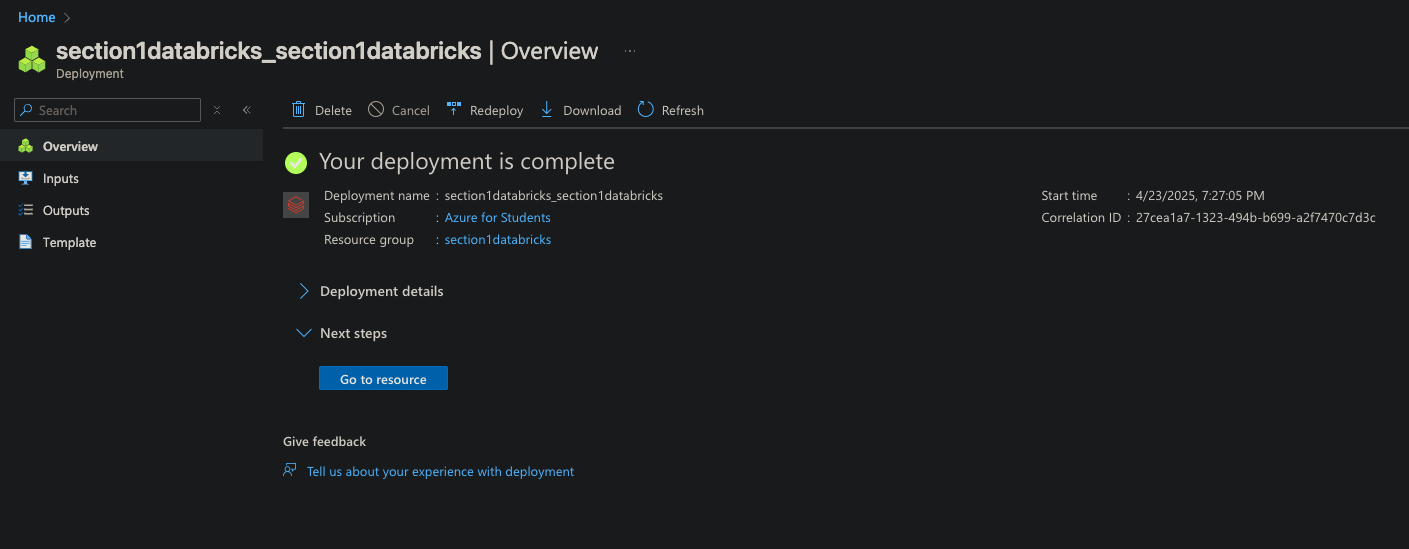 Home
section1databricks_section1databricks | Overview ...
Deployment
Search
Delete Cancel Redeploy Download Refresh
Overview
Inputs
Outputs
Template
Your deployment is complete
Deployment name : section1databricks_section1databricks
Subscription : Azure for Students
Resource group : section1databricks
Start time : 4/23/2025, 7:27:05 PM
Correlation ID : 27cea1a7-1323-494b-b699-a2f7470c7d3c
Deployment details
Next steps
Go to resource
Give feedback
Tell us about your experience with deployment